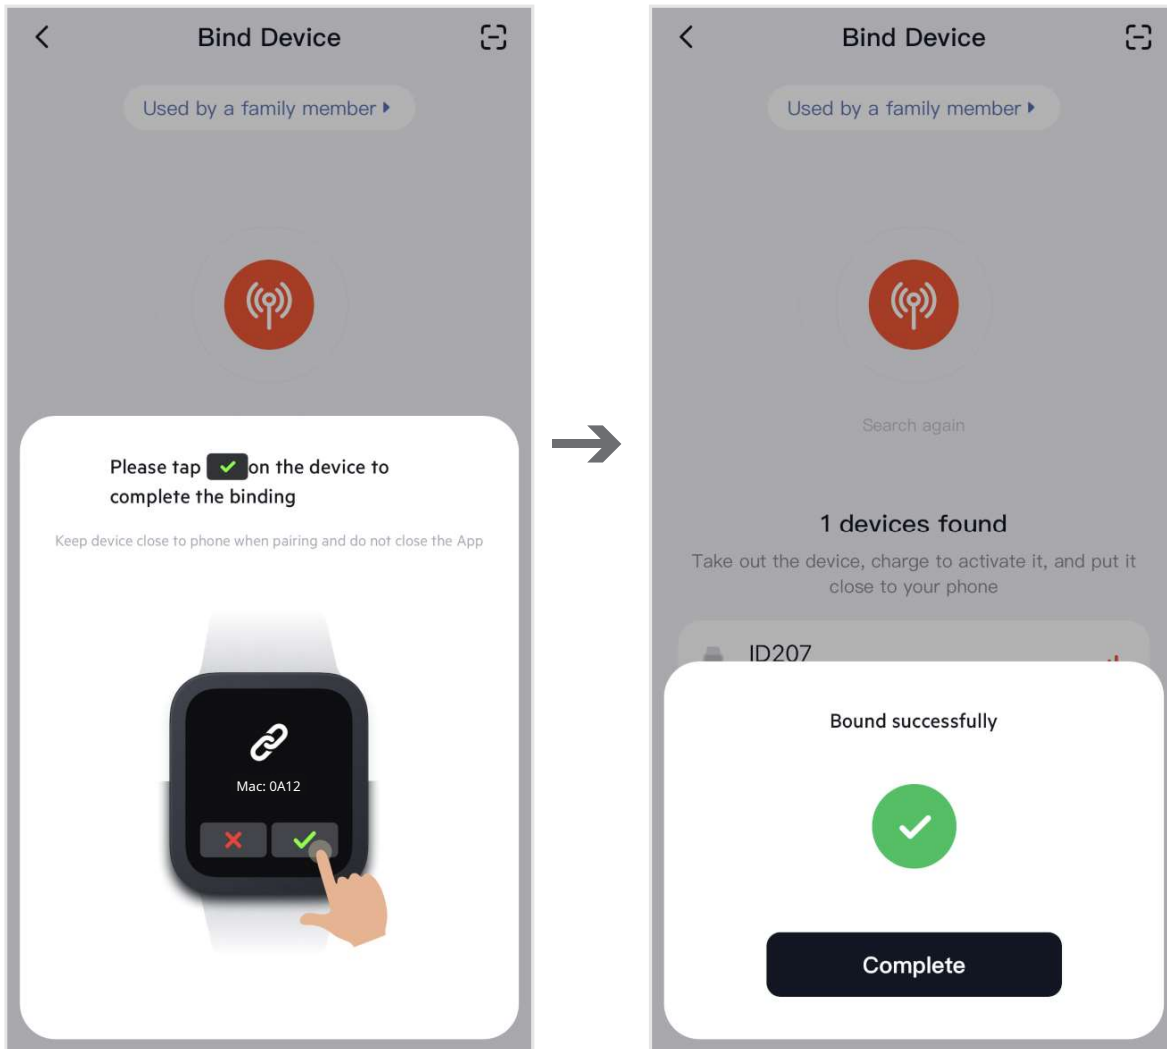 Bind Device
Used by a family member
Please tap on the device to
complete the binding
Keep device close to phone when pairing and do not close the App
Mac: 0A12
Bind Device
Used by a family member
Search again
1 devices found
Take out the device, charge to activate it, and put it
close to your phone
ID207
Bound successfully
Complete